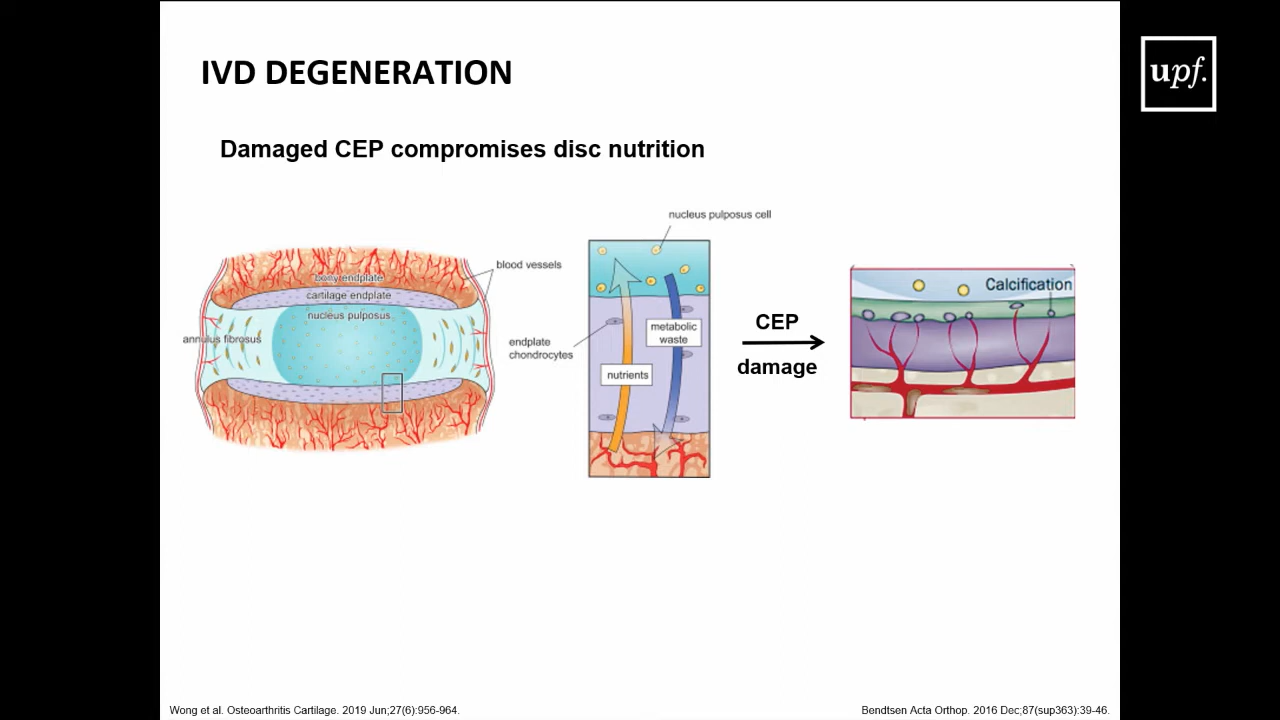 IVD DEGENERATION
upf.
Damaged CEP compromises disc nutrition
bony endplate
cartilage endplate
nucleus pulposus
annulus fibrosus
blood vessels
nucleus pulposus cell
endplate
chondrocytes
metabolic
waste
nutrients
CEP
damage
Calcification
Wong et al. Osteoarthritis Cartilage. 2019 Jun;27(6):956-964.
Bendtsen Acta Orthop. 2016 Dec;87(sup363):39-46.